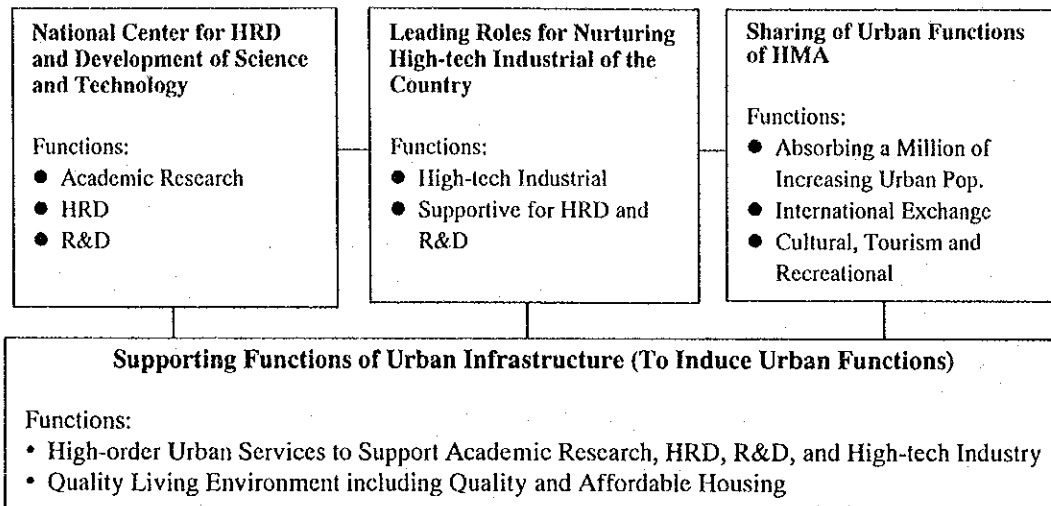 National Center for HRD
and Development of Science
and Technology
Functions:
● Academic Research
● HRD
● R&D
Leading Roles for Nurturing
High-tech Industrial of the
Country
Functions:
● High-tech Industrial
● Supportive for HRD and
R&D
Sharing of Urban Functions
of HMA
Functions:
● Absorbing a Million of
Increasing Urban Pop.
● International Exchange
● Cultural, Tourism and
Recreational
Supporting Functions of Urban Infrastructure (To Induce Urban Functions)
Functions:
• High-order Urban Services to Support Academic Research, HRD, R&D, and High-tech Industry
• Quality Living Environment including Quality and Affordable Housing